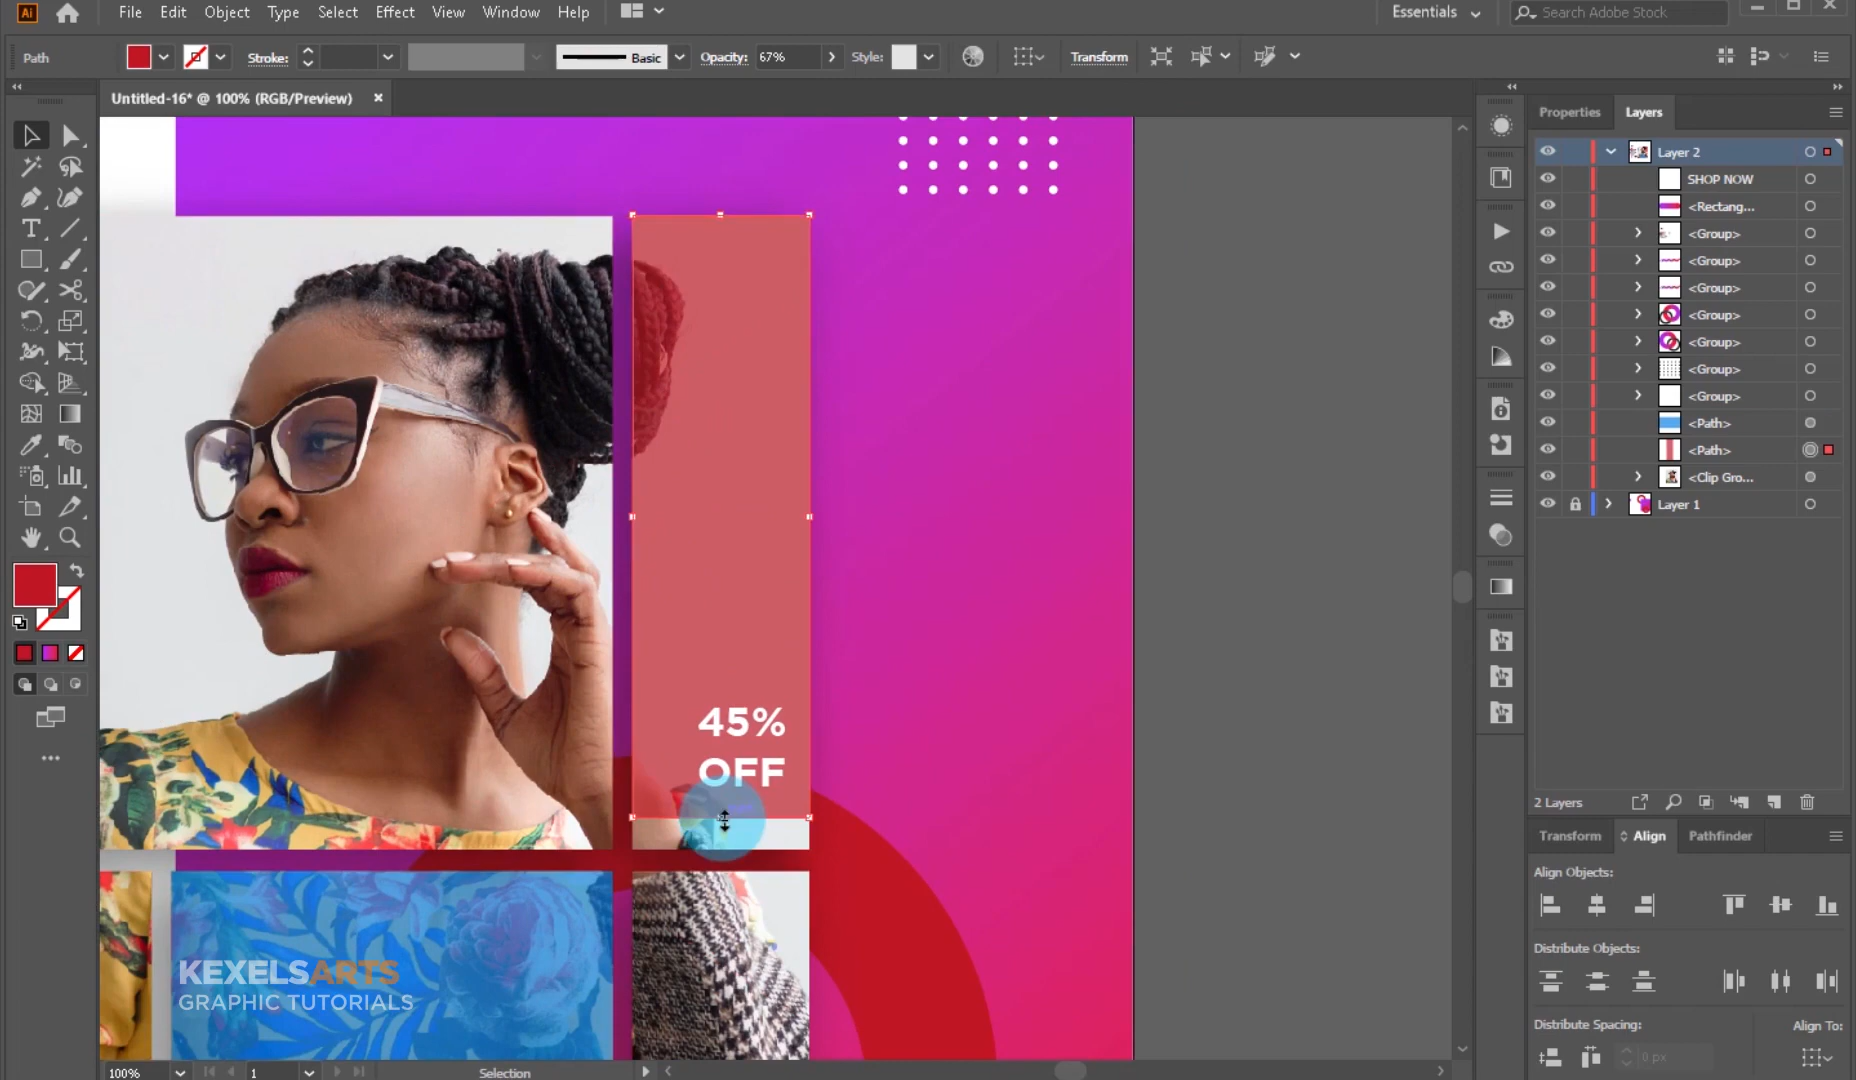 Ai File Edit Object Type Select Effect View Window Help Essentials Search Adobe Stock
Path Stroke: Basic Opacity: 67% Style: Transform
Untitled-16* @ 100% (RGB/Preview) ×
Properties Layers
Layer 2
SHOP NOW
<Rectang...
<Group>
<Group>
<Group>
<Group>
<Group>
<Group>
<Group>
<Path>
<Path>
<Clip Gro...
Layer 1
45%
OFF
2 Layers
Transform Align Pathfinder
Align Objects:
Distribute Objects:
KEXELSARTS
GRAPHIC TUTORIALS
Distribute Spacing: Align To:
0 px
100% 1 Selection